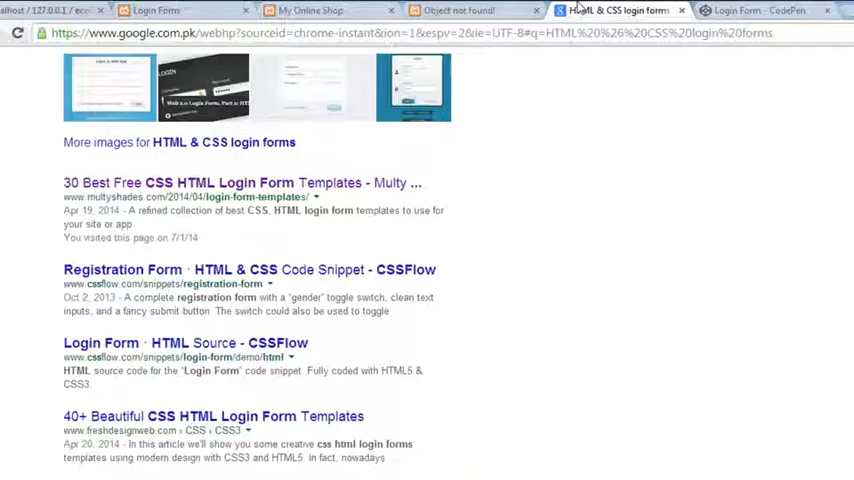 localhost / 127.0.0.1 / eco
Login Form
My Online Shop
Object not found!
HTML & CSS login forms
Login Form - CodePen
https://www.google.com.pk/webhp?sourceid=chrome-instant&ion=1&espv=2&ie=UTF-8#q=HTML%20%26%20CSS%20login%20forms
LOGIN
Web 2.0 Login Form, Part 2: HT
More images for HTML & CSS login forms
30 Best Free CSS HTML Login Form Templates - Multy ...
www.multyshades.com/2014/04/login-form-templates/
Apr 19, 2014 - A refined collection of best CSS, HTML login form templates to use for
your site or app
You visited this page on 7/1/14
Registration Form · HTML & CSS Code Snippet - CSSFlow
www.cssflow.com/snippets/registration-form
Oct 2, 2013 - A complete registration form with a "gender" toggle switch, clean text
inputs, and a fancy submit button The switch could also be used to toggle
Login Form · HTML Source - CSSFlow
www.cssflow.com/snippets/login-form/demo/html
HTML source code for the "Login Form" code snippet. Fully coded with HTML5 &
CSS3.
40+ Beautiful CSS HTML Login Form Templates
www.freshdesignweb.com › CSS › CSS3
Apr 20, 2014 - In this article we'll show you some creative css html login forms
templates using modern design with CSS3 and HTML5. In fact, nowadays